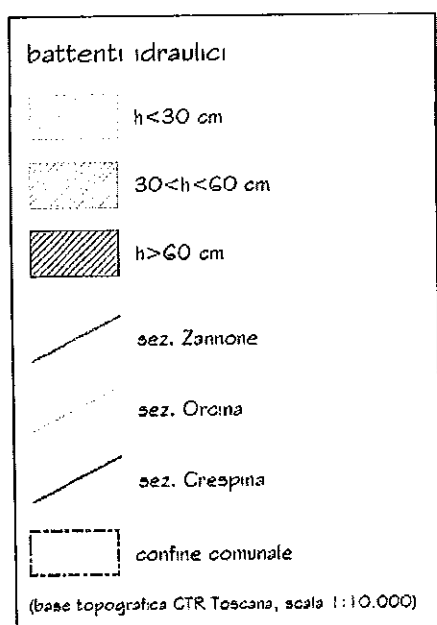 battenti idraulici
h<30 cm
30<h<60 cm
h>60 cm
sez. Zannone
sez. Orcina
sez. Crespina
confine comunale
(base topografica CTR Toscana, scala 1:10.000)